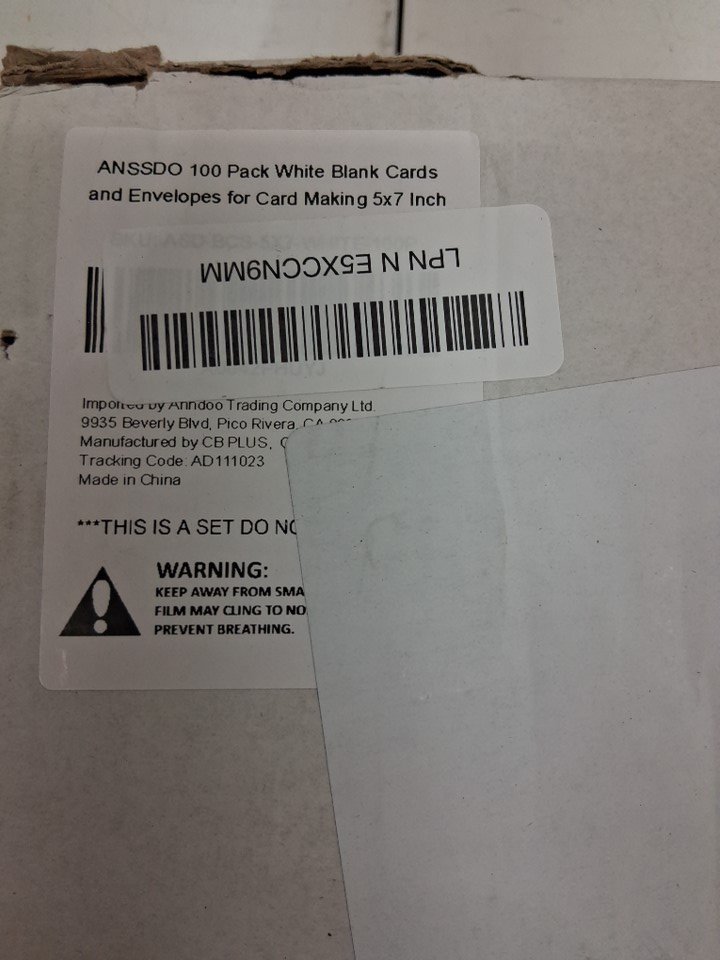 ANSSDO 100 Pack White Blank Cards
and Envelopes for Card Making 5x7 Inch
LPN N E5XCCN9MM
Imported by Anndoo Trading Company Ltd.
9935 Beverly Blvd, Pico Rivera, CA
Manufactured by CB PLUS,
Tracking Code: AD111023
Made in China
***THIS IS A SET DO
WARNING:
KEEP AWAY FROM
FILM MAY CLING TO
PREVENT BREATHING.